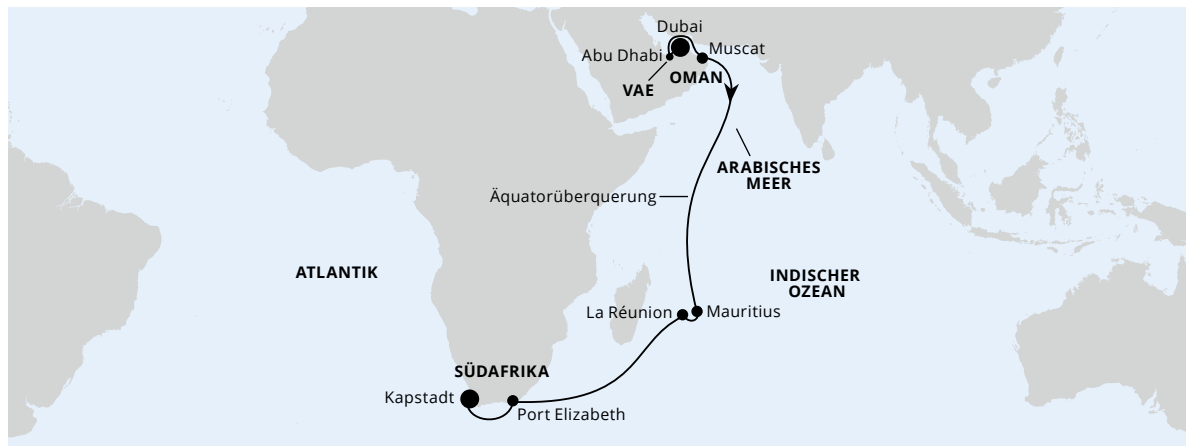 Dubai
Abu Dhabi
Muscat
VAE
OMAN
ARABISCHES
MEER
Äquatorüberquerung
ATLANTIK
INDISCHER
OZEAN
La Réunion
Mauritius
SÜDAFRIKA
Kapstadt
Port Elizabeth